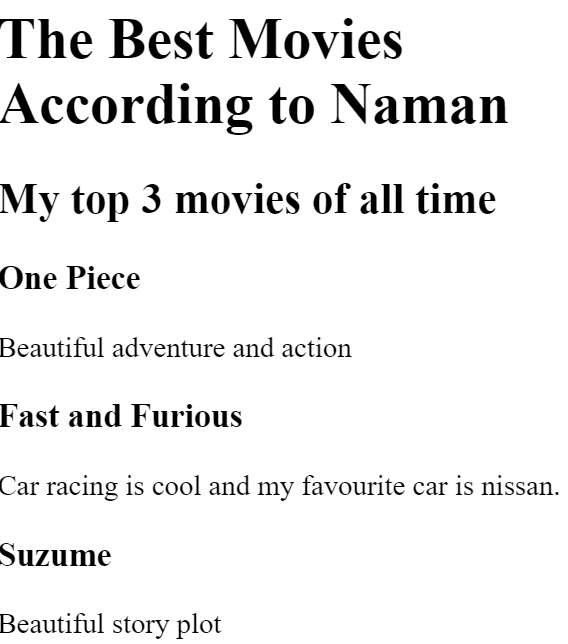 The Best Movies
According to Naman
My top 3 movies of all time
One Piece
Beautiful adventure and action
Fast and Furious
Car racing is cool and my favourite car is nissan.
Suzume
Beautiful story plot